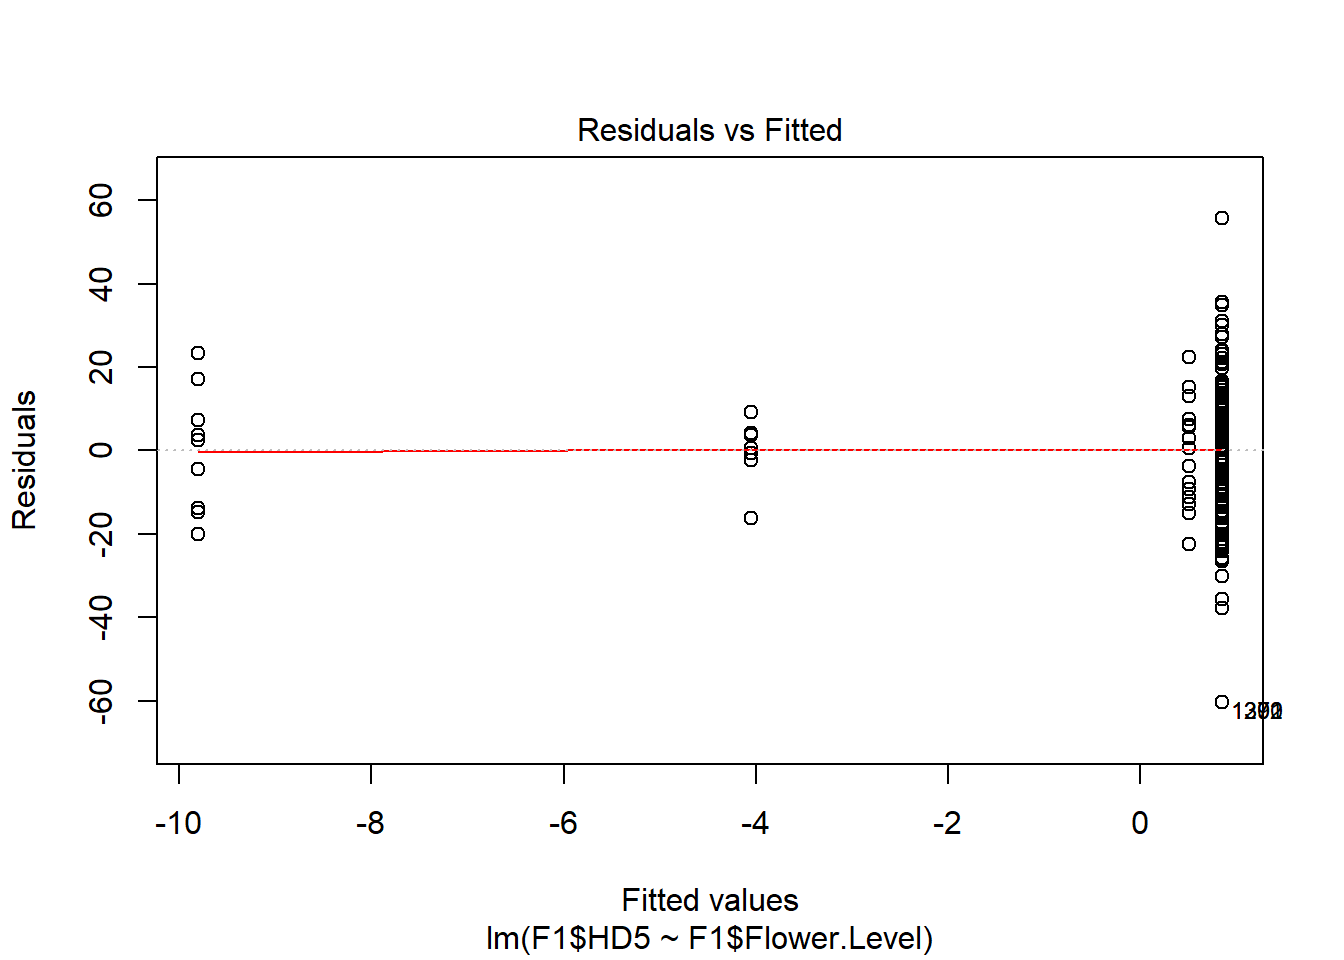 Residuals vs Fitted
60
40
20
0
-20
-40
-60
Residuals
-10 -8 -6 -4 -2 0
Fitted values
lm(F1$HD5 ~ F1$Flower.Level)